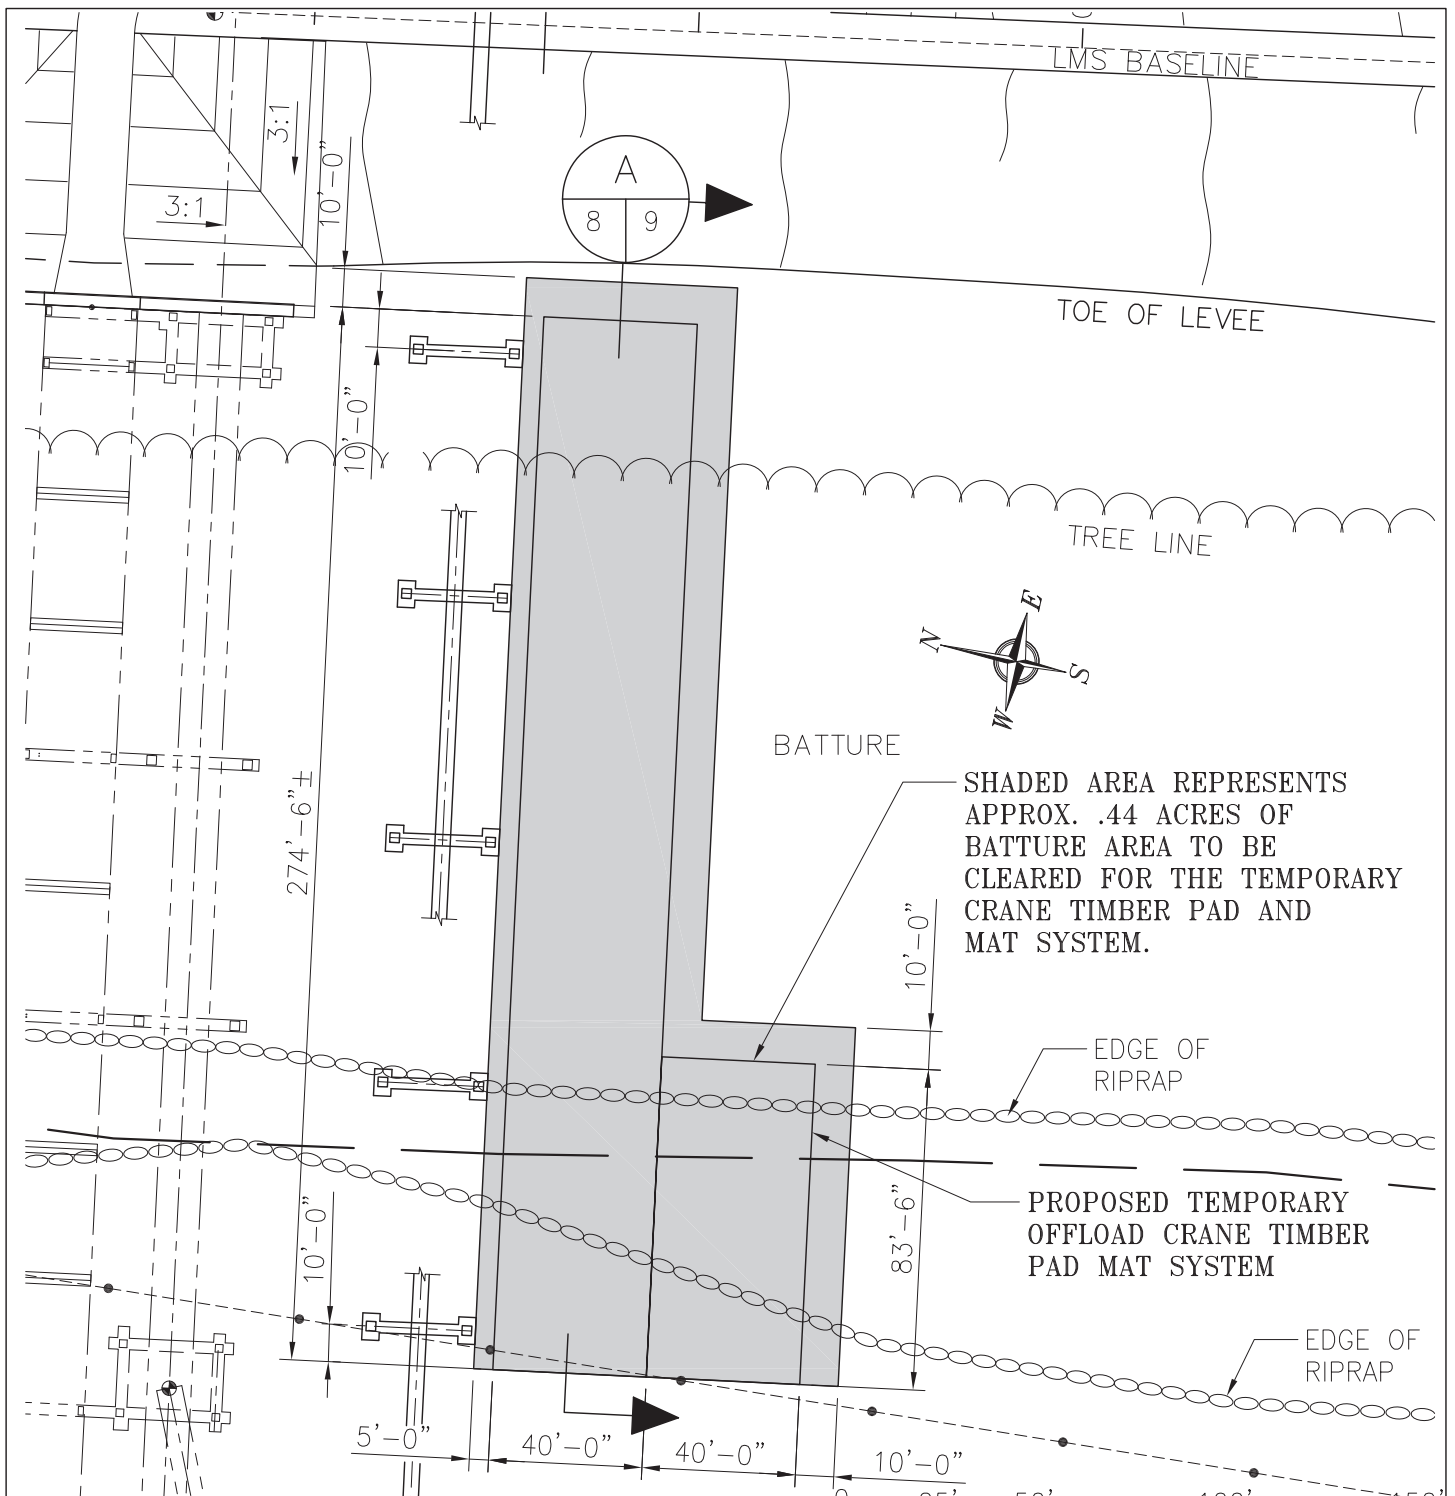 LMS BASELINE
3:1
10'-0"
3:1
A
8 9
TOE OF LEVEE
10'-0"
TREE LINE
E
N
S
W
BATTURE
274'-6"±
SHADED AREA REPRESENTS
APPROX. .44 ACRES OF
BATTURE AREA TO BE
CLEARED FOR THE TEMPORARY
CRANE TIMBER PAD AND
MAT SYSTEM.
10'-0"
EDGE OF
RIPRAP
83'-6"
PROPOSED TEMPORARY
OFFLOAD CRANE TIMBER
PAD MAT SYSTEM
10'-0"
EDGE OF
RIPRAP
5'-0"
40'-0"
40'-0"
10'-0"